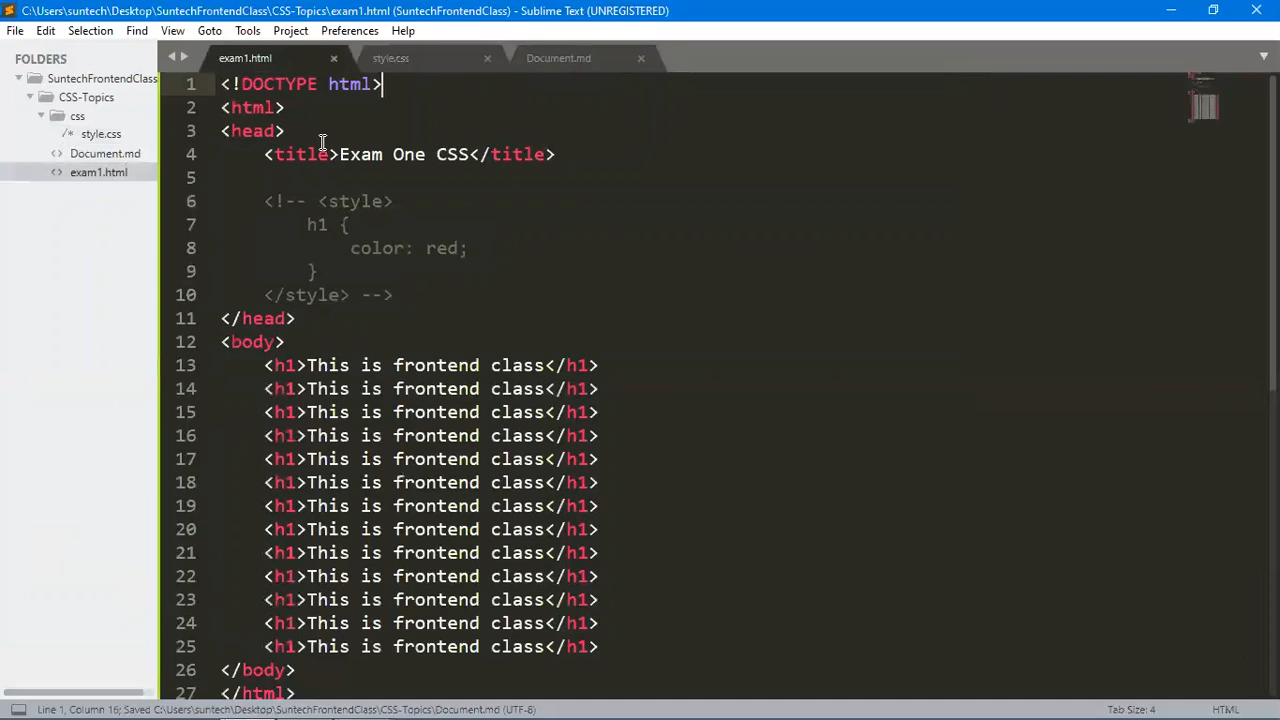 C:\Users\suntech\Desktop\SuntechFrontendClass\CSS-Topics\exam1.html (SuntechFrontendClass) - Sublime Text (UNREGISTERED)
File Edit Selection Find View Goto Tools Project Preferences Help
FOLDERS
SuntechFrontendClass
CSS-Topics
css
style.css
Document.md
exam1.html
exam1.html style.css Document.md
1 <!DOCTYPE html>
2 <html>
3 <head>
4 <title>Exam One CSS</title>
5
6 <!-- <style>
7 h1 {
8 color: red;
9 }
10 </style> -->
11 </head>
12 <body>
13 <h1>This is frontend class</h1>
14 <h1>This is frontend class</h1>
15 <h1>This is frontend class</h1>
16 <h1>This is frontend class</h1>
17 <h1>This is frontend class</h1>
18 <h1>This is frontend class</h1>
19 <h1>This is frontend class</h1>
20 <h1>This is frontend class</h1>
21 <h1>This is frontend class</h1>
22 <h1>This is frontend class</h1>
23 <h1>This is frontend class</h1>
24 <h1>This is frontend class</h1>
25 <h1>This is frontend class</h1>
26 </body>
27 </html>
Line 1, Column 16; Saved C:\Users\suntech\Desktop\SuntechFrontendClass\CSS-Topics\Document.md (UTF-8) Tab Size: 4 HTML